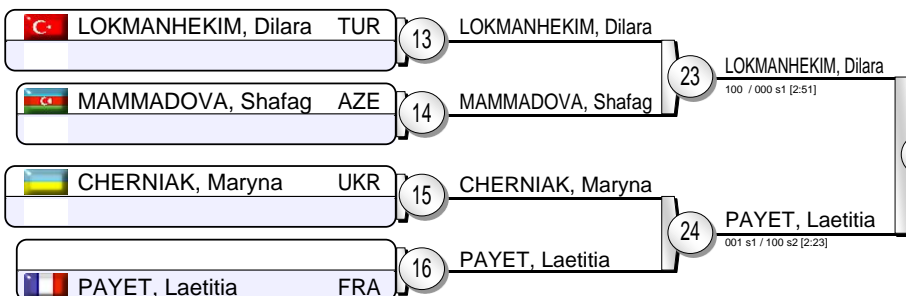 LOKMANHEKIM, Dilara TUR
13
LOKMANHEKIM, Dilara
23
LOKMANHEKIM, Dilara
100 / 000 s1 [2:51]
MAMMADOVA, Shafag AZE
14
MAMMADOVA, Shafag
CHERNIAK, Maryna UKR
15
CHERNIAK, Maryna
24
PAYET, Laetitia
001 s1 / 100 s2 [2:23]
PAYET, Laetitia FRA
16
PAYET, Laetitia